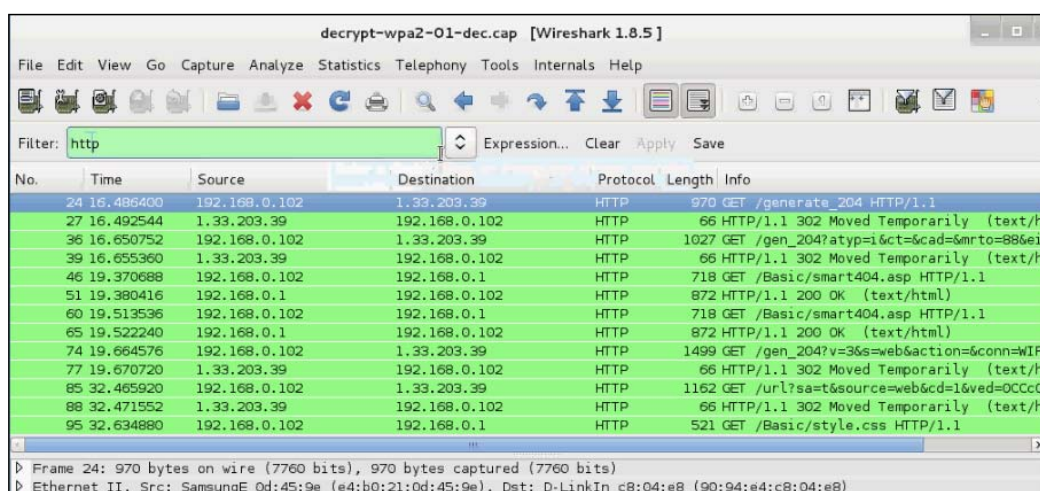 decrypt-wpa2-01-dec.cap [Wireshark 1.8.5 ]
File Edit View Go Capture Analyze Statistics Telephony Tools Internals Help
Filter: http Expression... Clear Apply Save
No. Time Source Destination Protocol Length Info
24 16.486400 192.168.0.102 1.33.203.39 HTTP 970 GET /generate_204 HTTP/1.1
27 16.492544 1.33.203.39 192.168.0.102 HTTP 66 HTTP/1.1 302 Moved Temporarily (text/h
36 16.650752 192.168.0.102 1.33.203.39 HTTP 1027 GET /gen_204?atyp=i&ct=&cad=&mrto=88&ei
39 16.655360 1.33.203.39 192.168.0.102 HTTP 66 HTTP/1.1 302 Moved Temporarily (text/h
46 19.370688 192.168.0.102 192.168.0.1 HTTP 718 GET /Basic/smart404.asp HTTP/1.1
51 19.380416 192.168.0.1 192.168.0.102 HTTP 872 HTTP/1.1 200 OK (text/html)
60 19.513536 192.168.0.102 192.168.0.1 HTTP 718 GET /Basic/smart404.asp HTTP/1.1
65 19.522240 192.168.0.1 192.168.0.102 HTTP 872 HTTP/1.1 200 OK (text/html)
74 19.664576 192.168.0.102 1.33.203.39 HTTP 1499 GET /gen_204?v=3&s=web&action=&conn=WIF
77 19.670720 1.33.203.39 192.168.0.102 HTTP 66 HTTP/1.1 302 Moved Temporarily (text/h
85 32.465920 192.168.0.102 1.33.203.39 HTTP 1162 GET /url?sa=t&source=web&cd=1&ved=0CCcQ
88 32.471552 1.33.203.39 192.168.0.102 HTTP 66 HTTP/1.1 302 Moved Temporarily (text/h
95 32.634880 192.168.0.102 192.168.0.1 HTTP 521 GET /Basic/style.css HTTP/1.1
Frame 24: 970 bytes on wire (7760 bits), 970 bytes captured (7760 bits)
Ethernet II, Src: SamsungE_0d:45:9e (e4:b0:21:0d:45:9e), Dst: D-LinkIn_c8:04:e8 (90:94:e4:c8:04:e8)